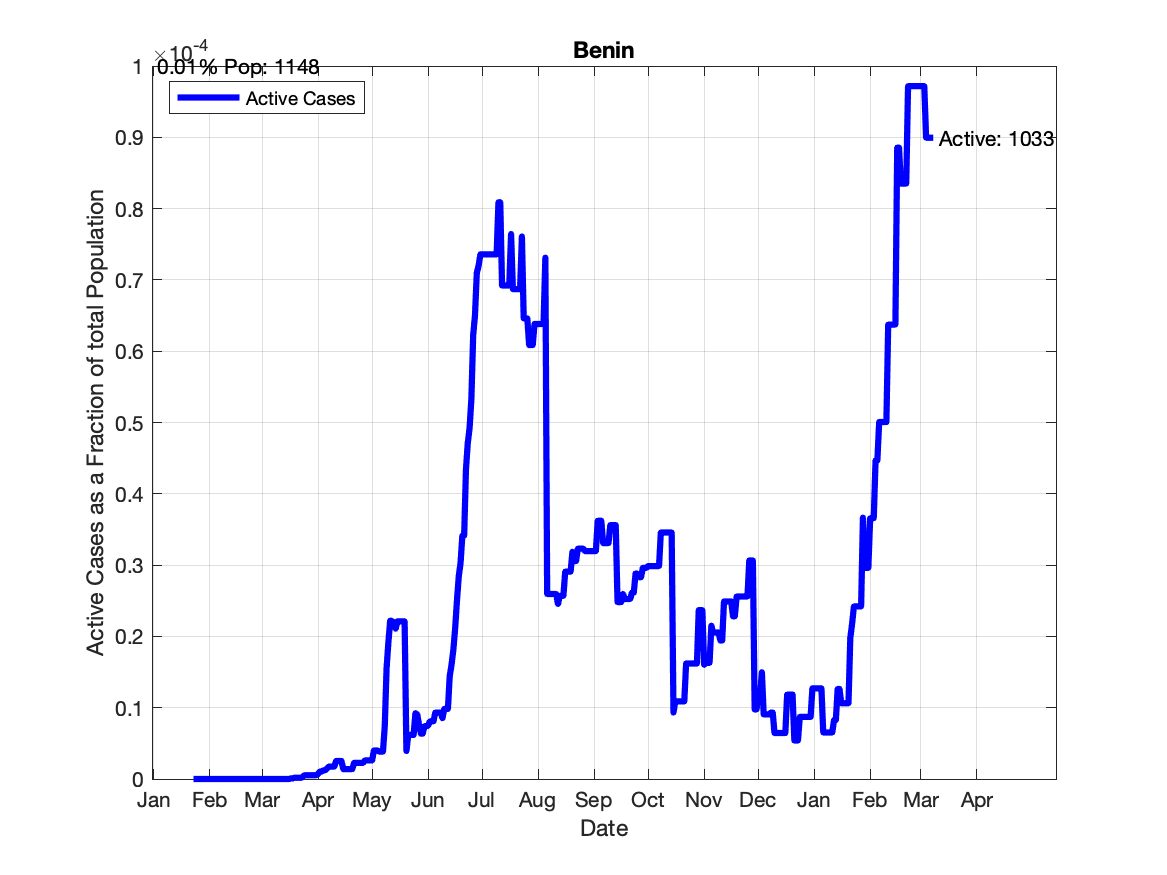 Benin
×10-4
0.01% Pop: 1148
Active Cases
Active: 1033
Active Cases as a Fraction of total Population
1
0.9
0.8
0.7
0.6
0.5
0.4
0.3
0.2
0.1
0
Jan Feb Mar Apr May Jun Jul Aug Sep Oct Nov Dec Jan Feb Mar Apr
Date